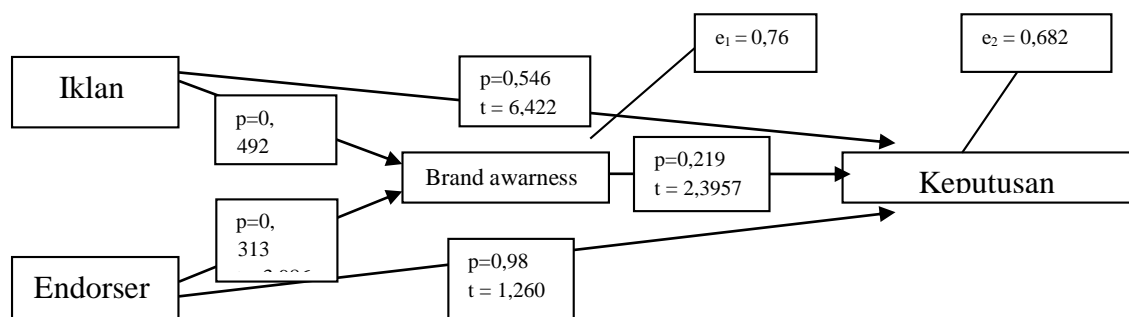 e₁ = 0,76
e₂ = 0,682
Iklan
p=0,546
t = 6,422
p=0,
492
Brand awarness
p=0,219
t = 2,3957
Keputusan
p=0,
313
Endorser
p=0,98
t = 1,260